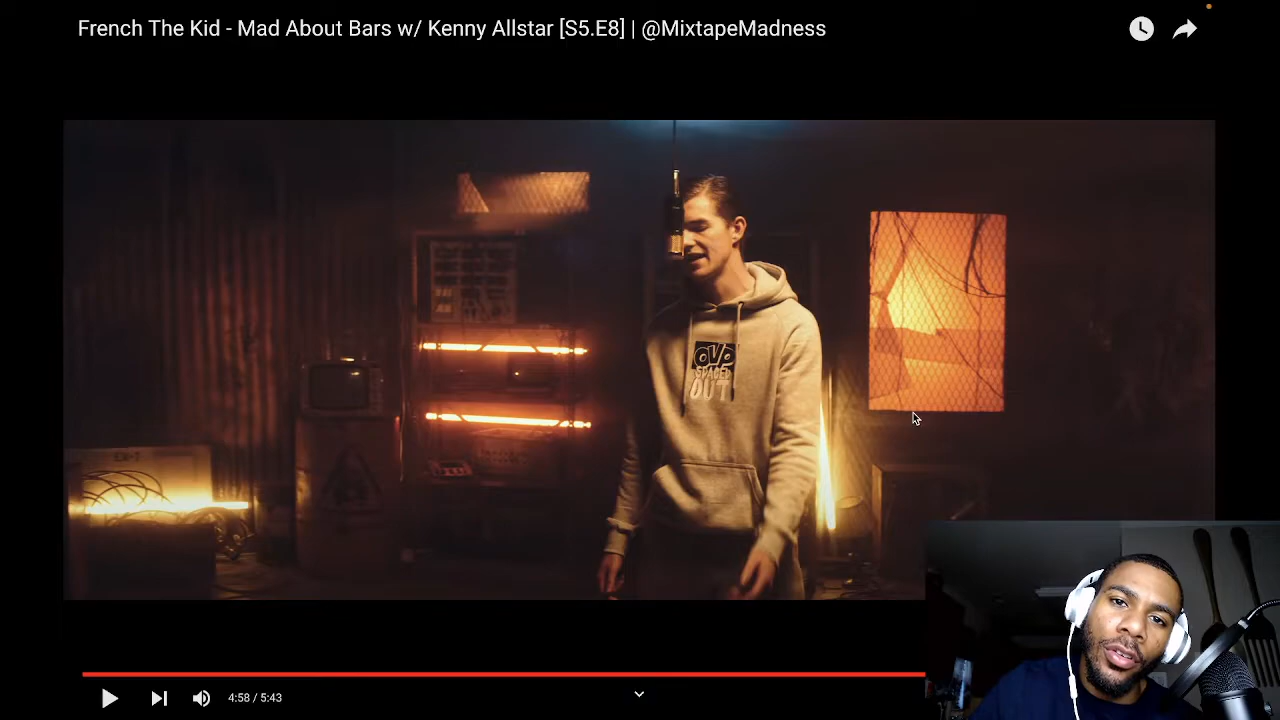 French The Kid - Mad About Bars w/ Kenny Allstar [S5.E8] | @MixtapeMadness
OVO
SPACED
OUT
4:58 / 5:43